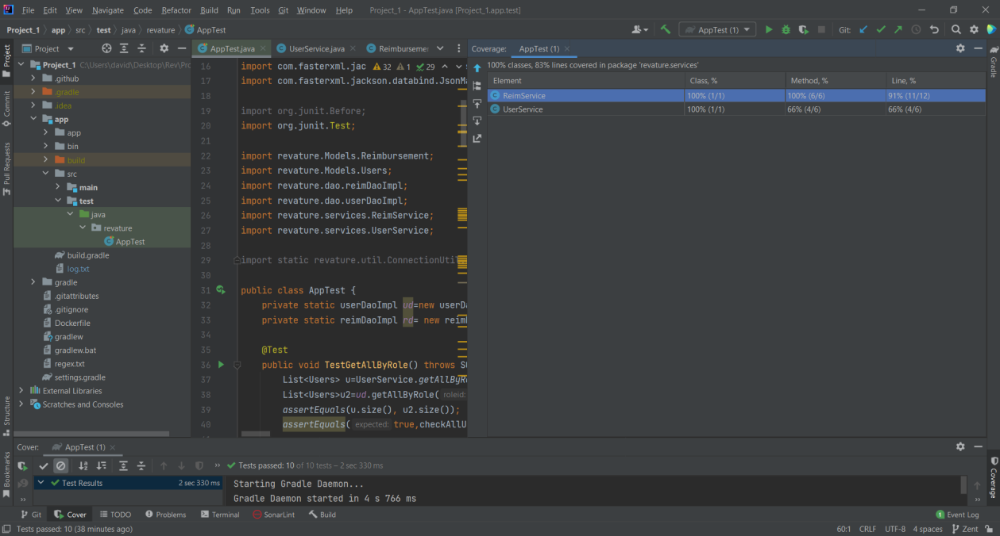 File Edit View Navigate Code Refactor Build Run Tools Git Window Help Project_1 - AppTest.java [Project_1.app.test]
Project_1 app src test java revature AppTest AppTest (1) Git:
Project AppTest.java UserService.java Reimburseme Coverage: AppTest (1)
Project_1 C:\Users\david\Desktop\Rev\Pro
.github
.gradle
.idea
app
app
bin
build
src
main
test
java
revature
AppTest
build.gradle
log.txt
gradle
.gitattributes
.gitignore
Dockerfile
gradlew
gradlew.bat
regex.txt
settings.gradle
External Libraries
Scratches and Consoles
Project
Commit
Pull Requests
Structure
Bookmarks
16 import com.fasterxml.jac 32 1 29
17 import com.fasterxml.jackson.databind.JsonMa
18
19 import org.junit.Before;
20 import org.junit.Test;
21
22 import revature.Models.Reimbursement;
23 import revature.Models.Users;
24 import revature.dao.reimDaoImpl;
25 import revature.dao.userDaoImpl;
26 import revature.services.ReimService;
27 import revature.services.UserService;
28
29 import static revature.util.ConnectionUti
30
31 public class AppTest {
32 private static userDaoImpl ud=new userDa
33 private static reimDaoImpl rd= new reim
34
35 @Test
36 public void TestGetAllByRole() throws S
37 List<Users> u=UserService.getAllByR
38 List<Users>u2=ud.getAllByRole( roleid:
39 assertEquals(u.size(), u2.size());
40 assertEquals( expected: true,checkAllU
100% classes, 83% lines covered in package 'revature.services'
Element Class, % Method, % Line, %
ReimService 100% (1/1) 100% (6/6) 91% (11/12)
UserService 100% (1/1) 66% (4/6) 66% (4/6)
Gradle
Coverage
Cover: AppTest (1)
Tests passed: 10 of 10 tests – 2 sec 330 ms
Test Results 2 sec 330 ms
Starting Gradle Daemon...
Gradle Daemon started in 4 s 766 ms
Git Cover TODO Problems Terminal SonarLint Build 1 Event Log
Tests passed: 10 (38 minutes ago) 60:1 CRLF UTF-8 4 spaces Zent